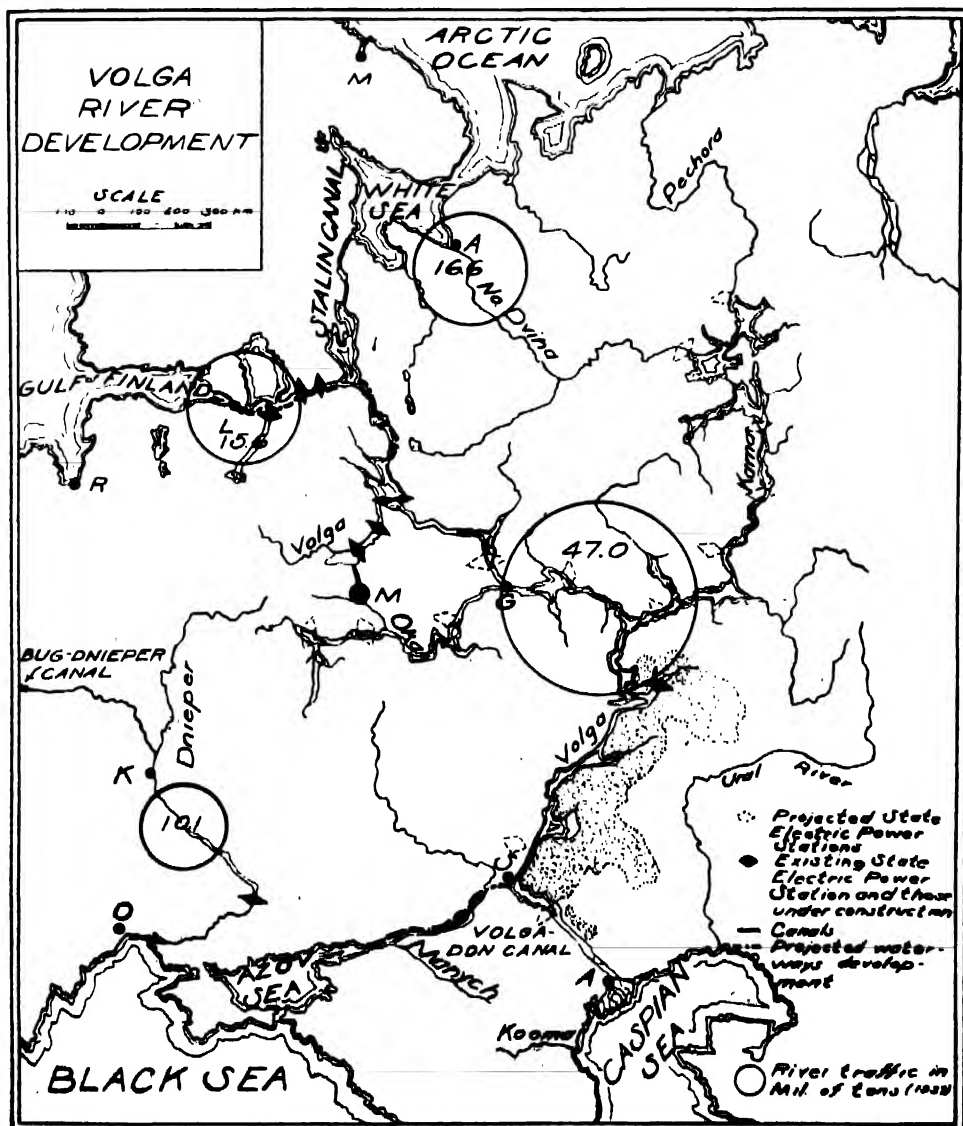 VOLGA
RIVER
DEVELOPMENT
SCALE
ARCTIC
OCEAN
M
Pechora
STALIN CANAL
WHITE
SEA
A
16.6
No Dvina
GULF FINLAND
L
15.
R
Kama
Volga
M
Oka
G
47.0
BUG-DNIEPER
CANAL
Dnieper
K
10.1
O
Volga
Ural River
S
VOLGA-
DON CANAL
AZOV
SEA
Manych
A
Kooma
CASPIAN
SEA
BLACK SEA
Projected State
Electric Power
Stations
Existing State
Electric Power
Station and those
under construction
Canals
Projected water-
ways develop-
ment
River traffic in
Mil. of tons